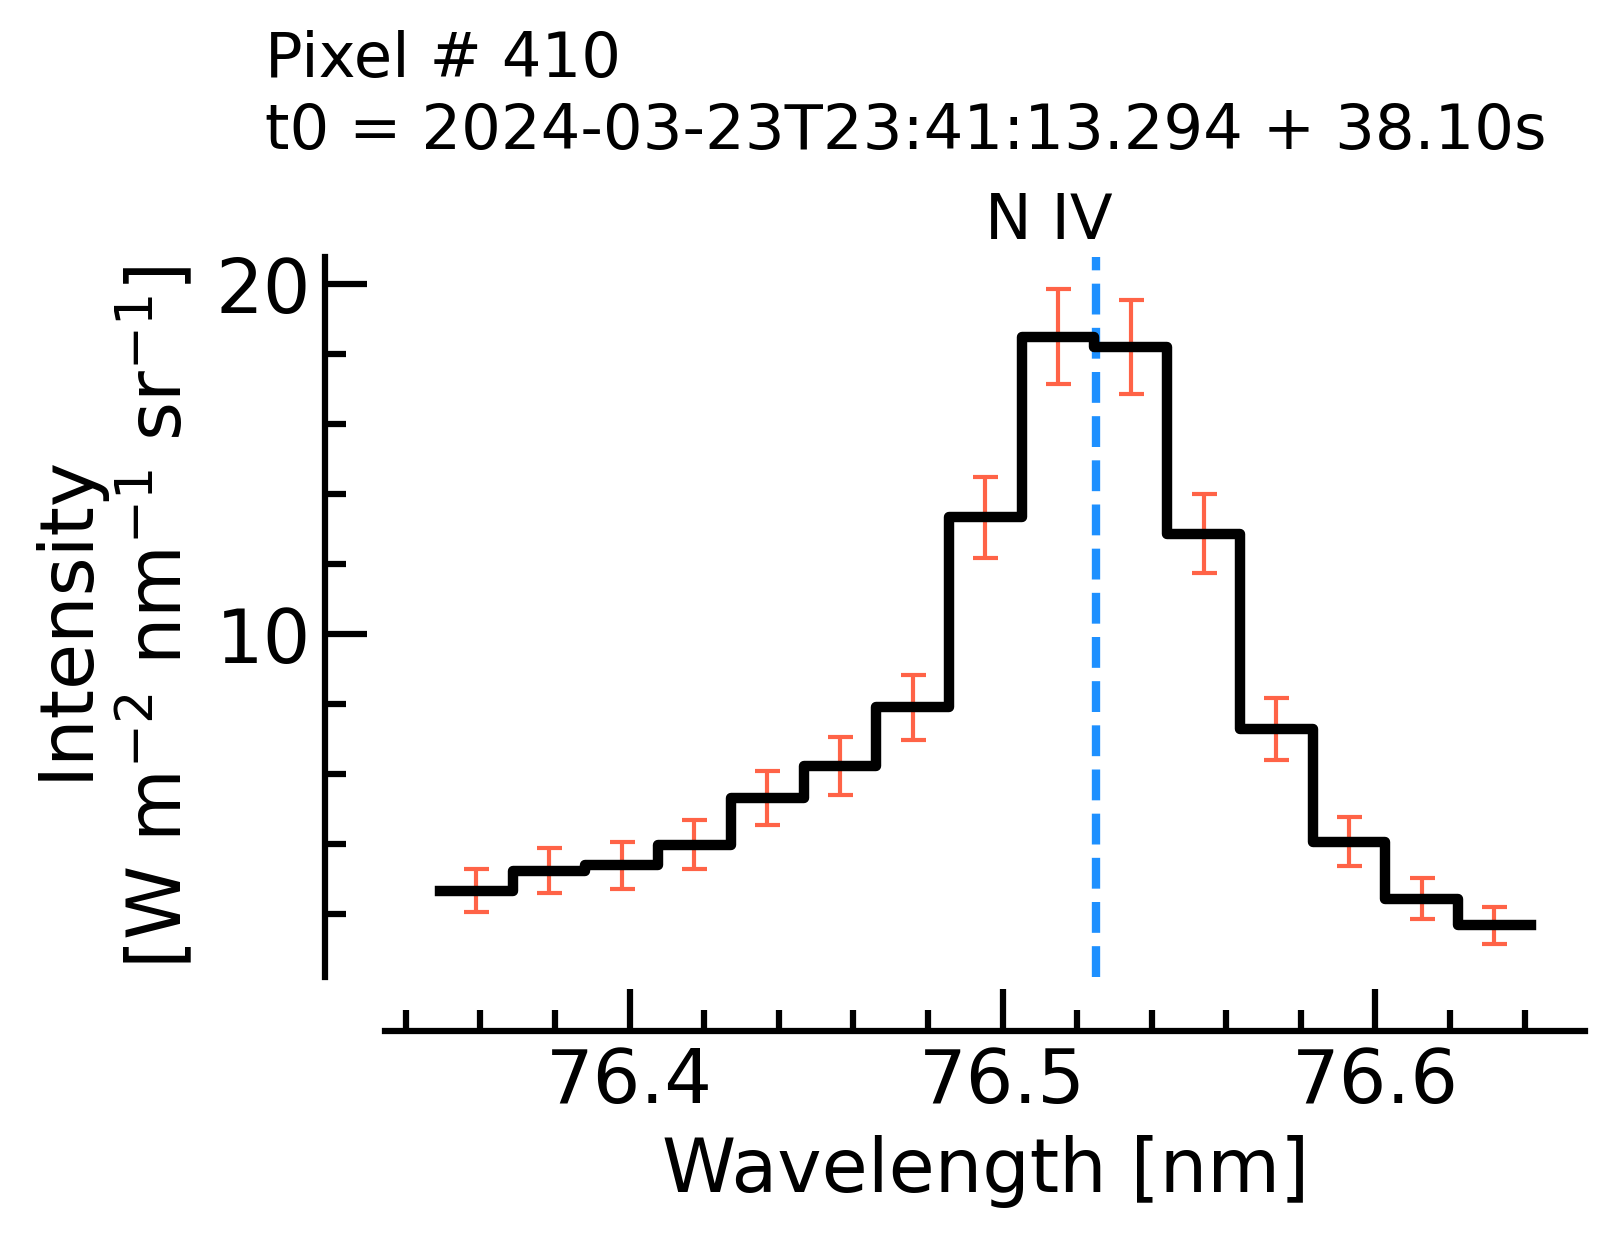 Pixel # 410
t0 = 2024-03-23T23:41:13.294 + 38.10s
N IV
Intensity
[W m⁻² nm⁻¹ sr⁻¹]
20
10
76.4 76.5 76.6
Wavelength [nm]